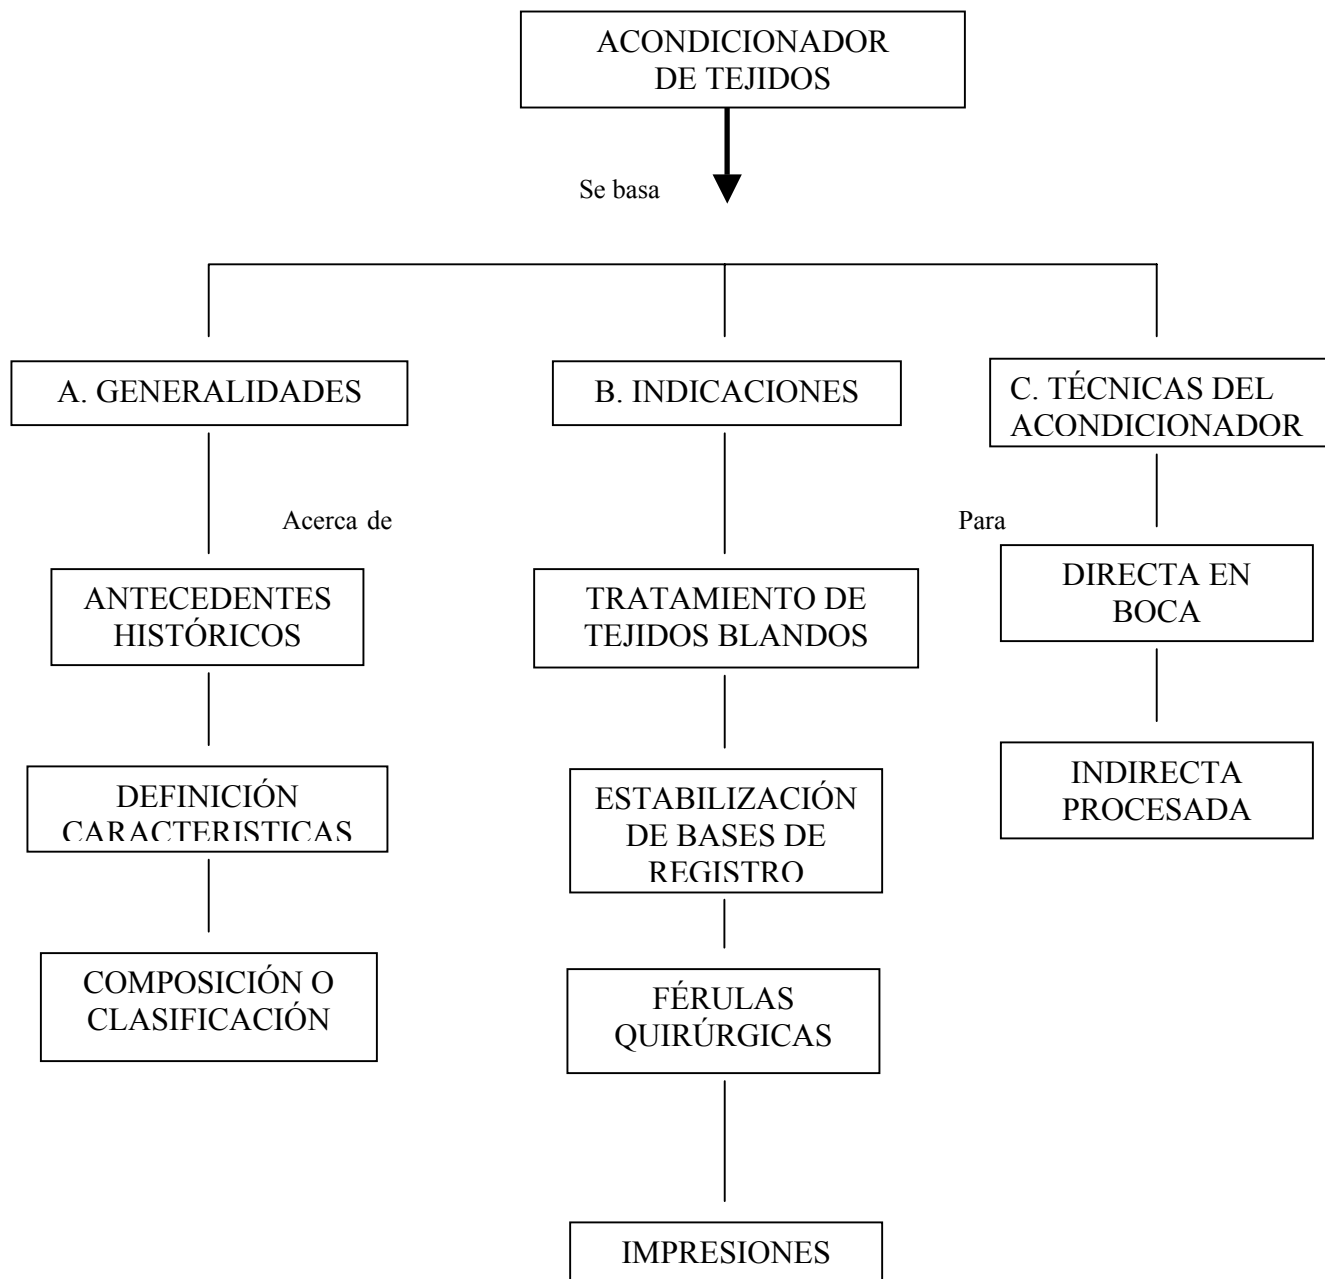 ACONDICIONADOR
DE TEJIDOS
Se basa
A. GENERALIDADES
B. INDICACIONES
C. TÉCNICAS DEL
ACONDICIONADOR
Acerca de
Para
ANTECEDENTES
HISTÓRICOS
TRATAMIENTO DE
TEJIDOS BLANDOS
DIRECTA EN
BOCA
DEFINICIÓN
CARACTERISTICAS
ESTABILIZACIÓN
DE BASES DE
REGISTRO
INDIRECTA
PROCESADA
COMPOSICIÓN O
CLASIFICACIÓN
FÉRULAS
QUIRÚRGICAS
IMPRESIONES